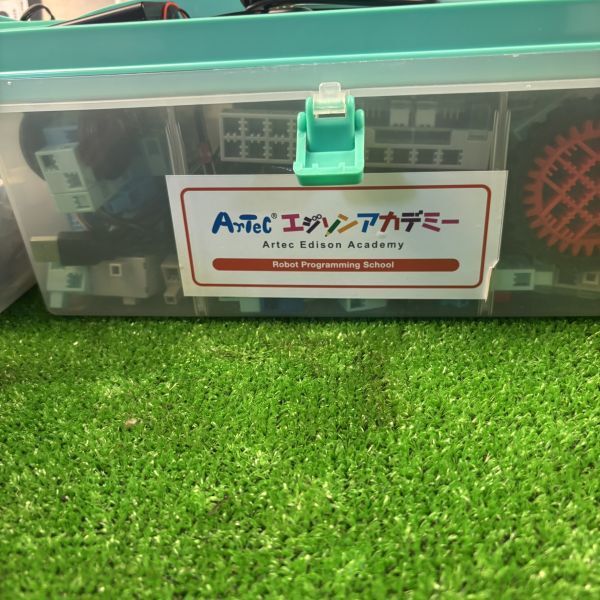 ArTeC® エジソンアカデミー
Artec Edison Academy
Robot Programming School